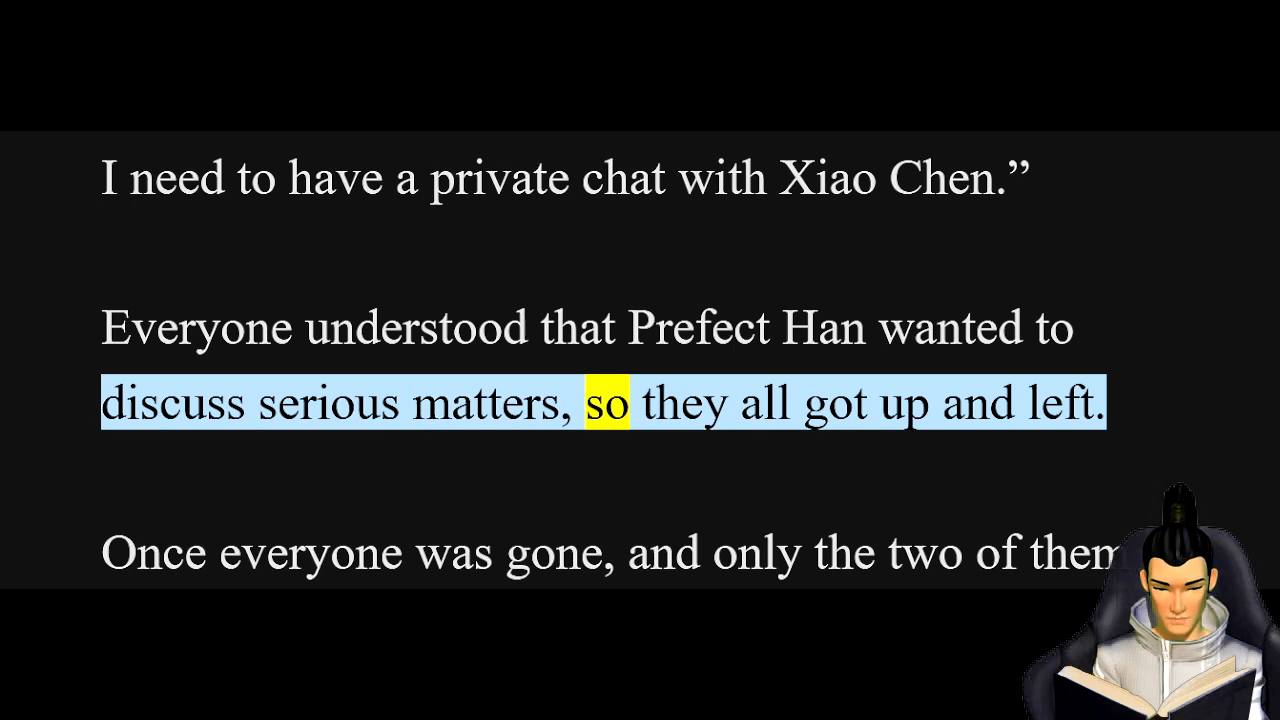 I need to have a private chat with Xiao Chen.”
Everyone understood that Prefect Han wanted to
discuss serious matters, so they all got up and left.
Once everyone was gone, and only the two of them